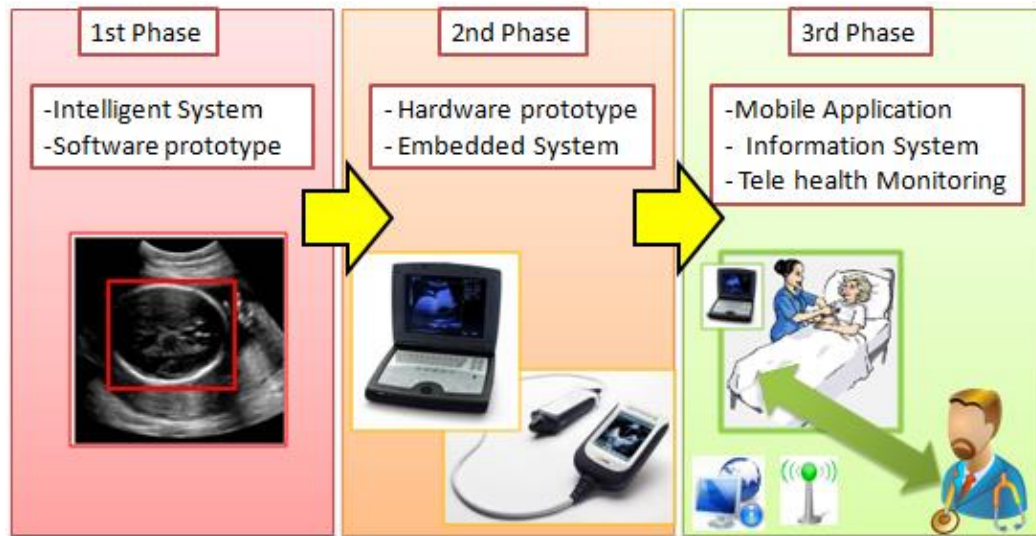 1st Phase
-Intelligent System
-Software prototype
2nd Phase
- Hardware prototype
- Embedded System
3rd Phase
-Mobile Application
- Information System
- Tele health Monitoring